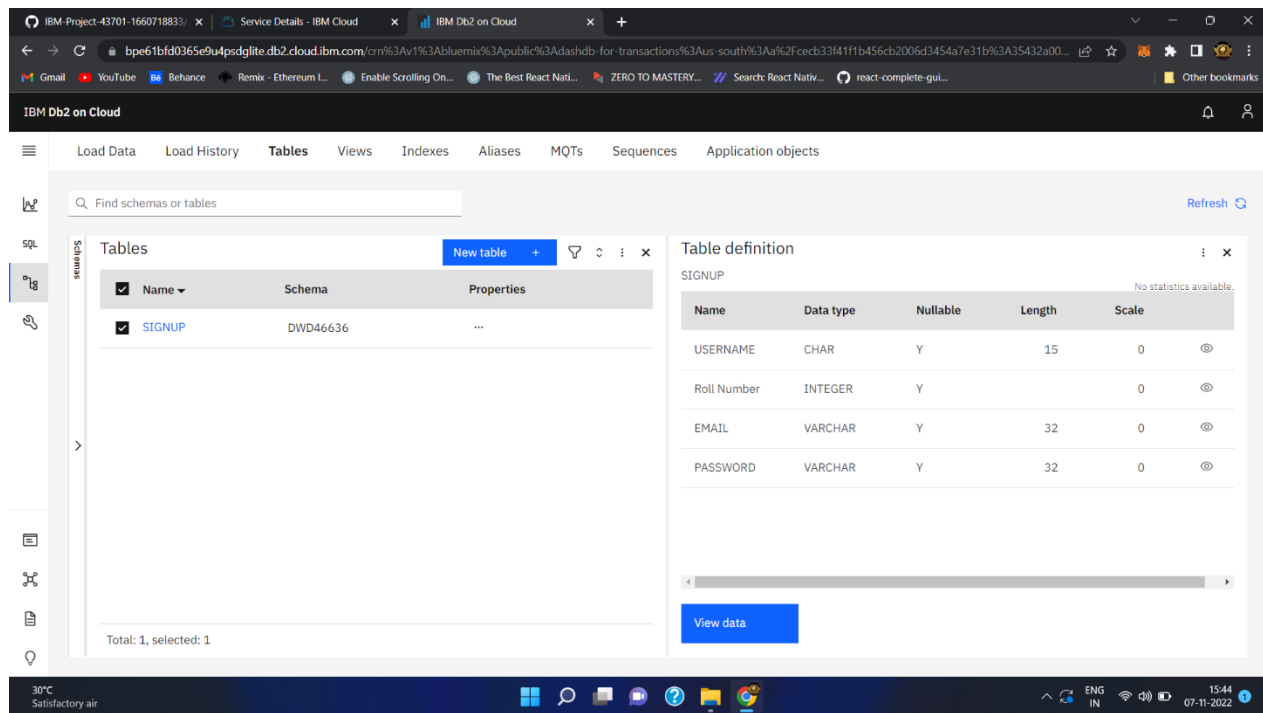 IBM-Project-43701-1660718833/
Service Details - IBM Cloud
IBM Db2 on Cloud
bpe61bfd0365e9u4psdglite.db2.cloud.ibm.com/crn%3Av1%3Abluemix%3Apublic%3Adashdb-for-transactions%3Aus-south%3Aa%2Fcecb33f41f1b456cb2006d3454a7e31b%3A35432a00...
Gmail YouTube Bē Behance Remix - Ethereum I... Enable Scrolling On... The Best React Nati... ZERO TO MASTERY... Search: React Nativ... react-complete-gui... Other bookmarks
IBM Db2 on Cloud
Load Data Load History Tables Views Indexes Aliases MQTs Sequences Application objects
Find schemas or tables
Refresh
SQL
Schemas
Tables
New table +
Name Schema Properties
SIGNUP DWD46636 ...
Total: 1, selected: 1
Table definition
SIGNUP
No statistics available.
Name Data type Nullable Length Scale
USERNAME CHAR Y 15 0
Roll Number INTEGER Y 0
EMAIL VARCHAR Y 32 0
PASSWORD VARCHAR Y 32 0
View data
30°C
Satisfactory air
ENG
IN
15:44
07-11-2022
1